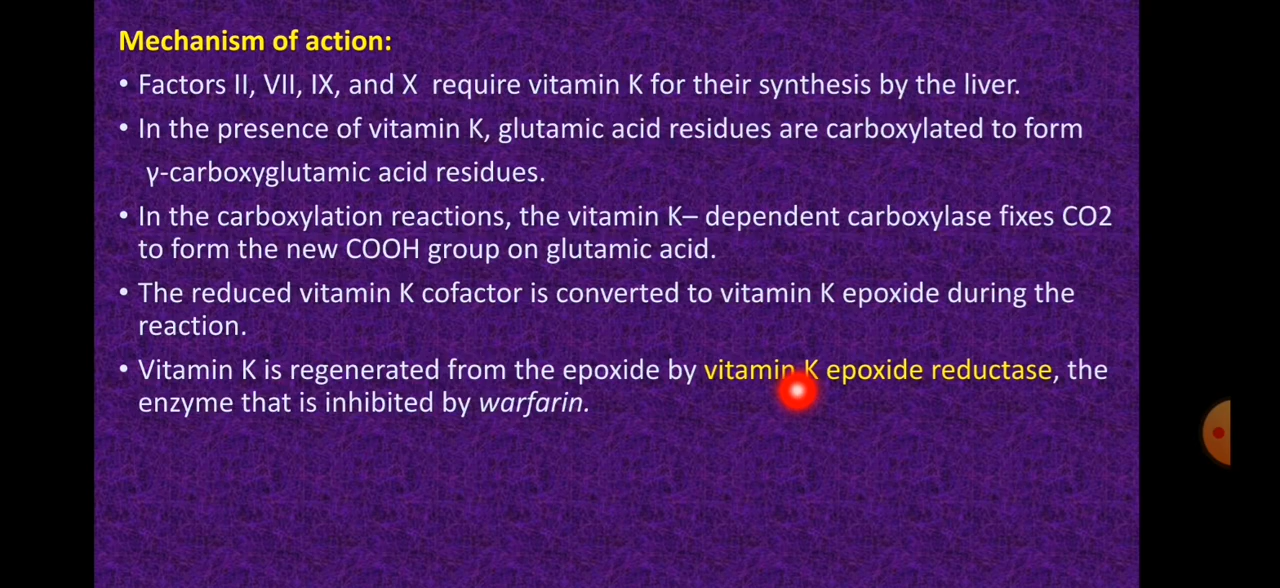 Mechanism of action:
• Factors II, VII, IX, and X require vitamin K for their synthesis by the liver.
• In the presence of vitamin K, glutamic acid residues are carboxylated to form
γ-carboxyglutamic acid residues.
• In the carboxylation reactions, the vitamin K– dependent carboxylase fixes CO2
to form the new COOH group on glutamic acid.
• The reduced vitamin K cofactor is converted to vitamin K epoxide during the
reaction.
• Vitamin K is regenerated from the epoxide by vitamin K epoxide reductase, the
enzyme that is inhibited by warfarin.